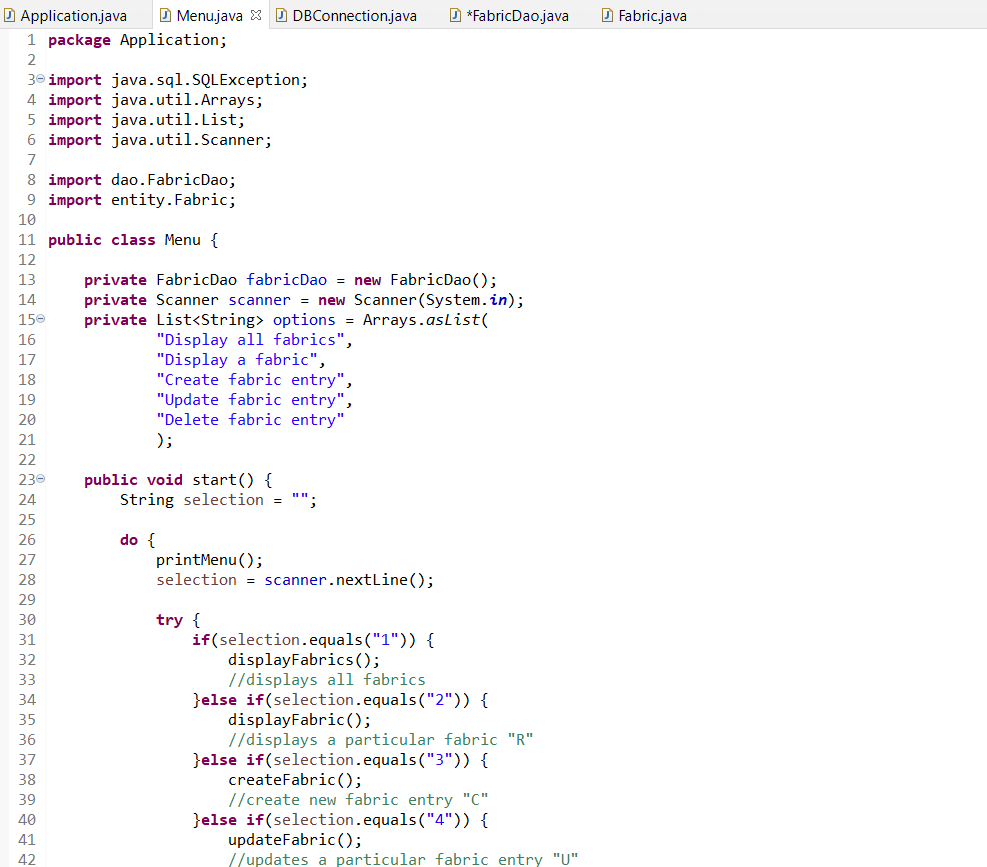 Application.java Menu.java DBConnection.java *FabricDao.java Fabric.java
1 package Application;
2
3 import java.sql.SQLException;
4 import java.util.Arrays;
5 import java.util.List;
6 import java.util.Scanner;
7
8 import dao.FabricDao;
9 import entity.Fabric;
10
11 public class Menu {
12
13     private FabricDao fabricDao = new FabricDao();
14     private Scanner scanner = new Scanner(System.in);
15     private List<String> options = Arrays.asList(
16             "Display all fabrics",
17             "Display a fabric",
18             "Create fabric entry",
19             "Update fabric entry",
20             "Delete fabric entry"
21             );
22
23     public void start() {
24         String selection = "";
25
26         do {
27             printMenu();
28             selection = scanner.nextLine();
29
30             try {
31                 if(selection.equals("1")) {
32                     displayFabrics();
33                     //displays all fabrics
34                 }else if(selection.equals("2")) {
35                     displayFabric();
36                     //displays a particular fabric "R"
37                 }else if(selection.equals("3")) {
38                     createFabric();
39                     //create new fabric entry "C"
40                 }else if(selection.equals("4")) {
41                     updateFabric();
42                     //updates a particular fabric entry "U"